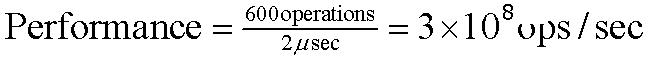 Performance = 600operations / 2μsec = 3×10⁸ops/sec